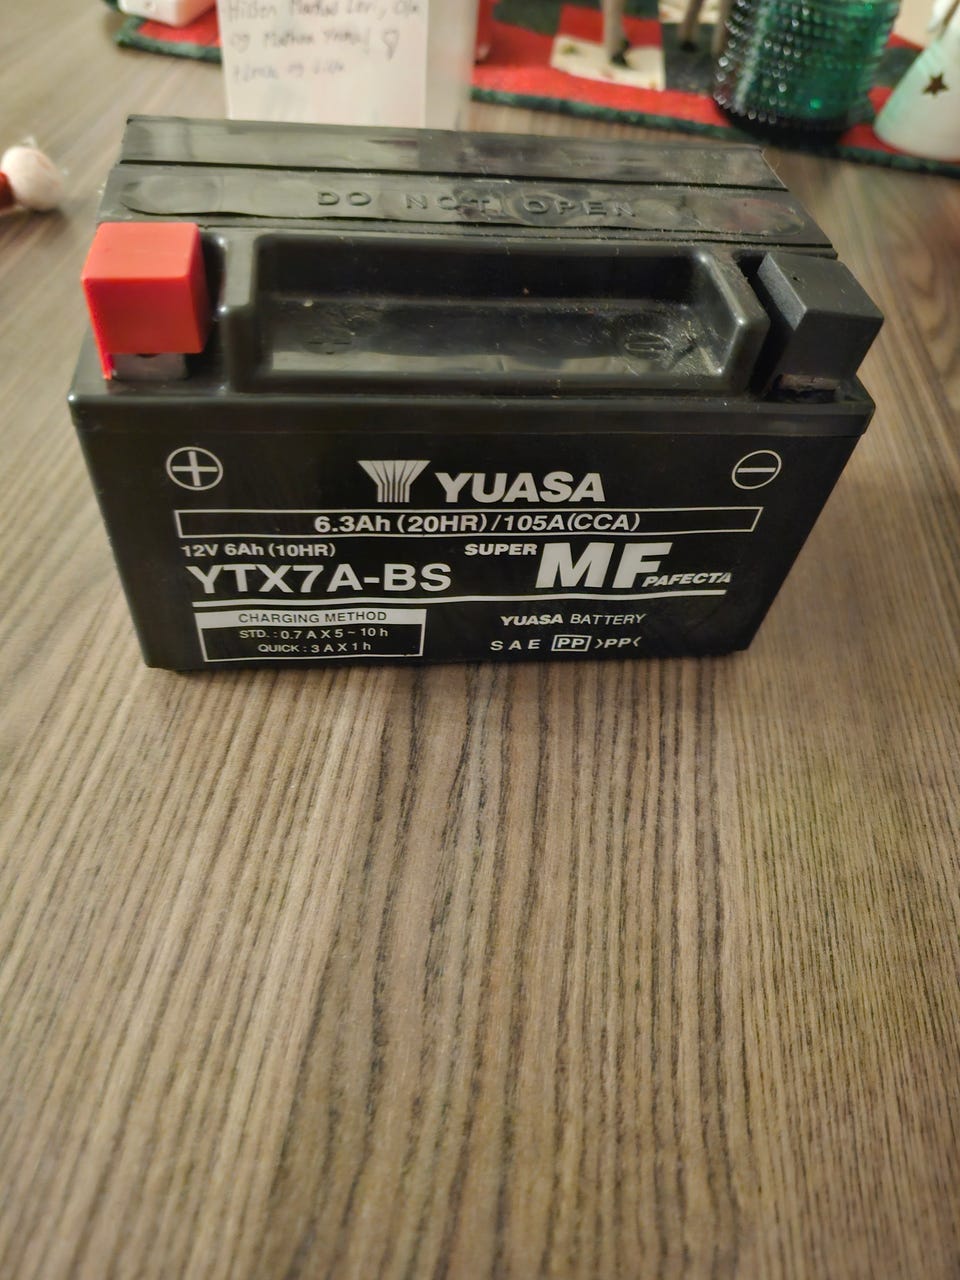 DO NOT OPEN
YUASA
6.3Ah (20HR)/105A(CCA)
12V 6Ah (10HR)
SUPER MF PAFECTA
YTX7A-BS
CHARGING METHOD
STD. : 0.7 A X 5 ~ 10 h
QUICK : 3 A X 1 h
YUASA BATTERY
SAE PP >PP<